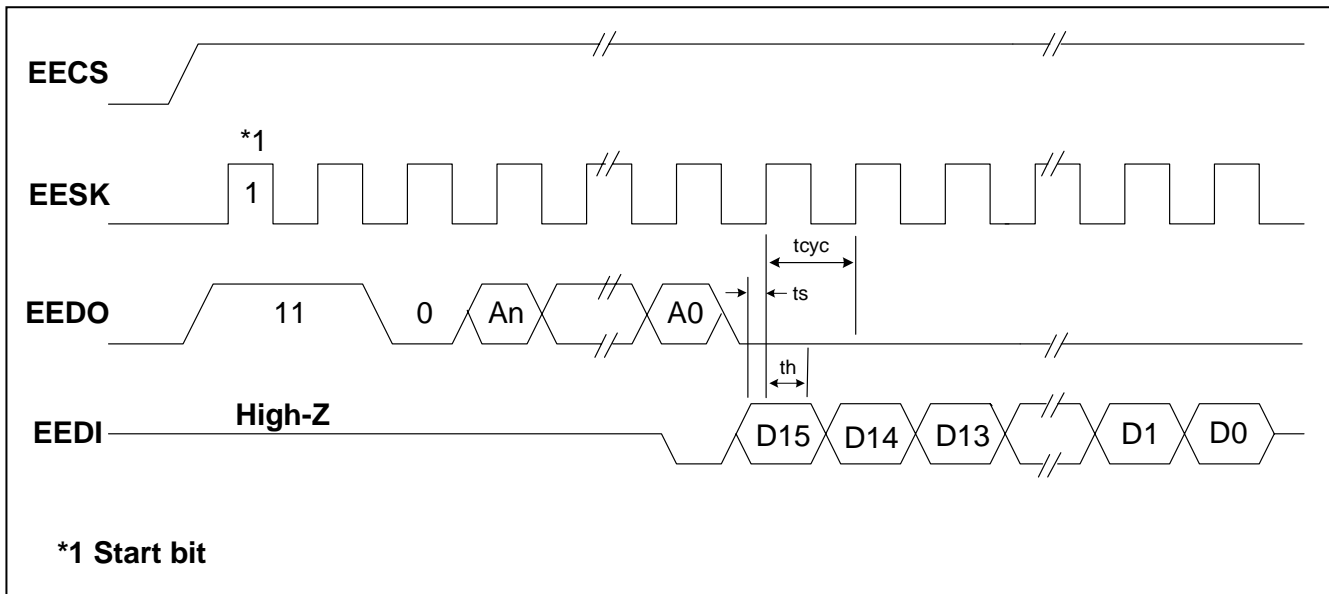 EECS
*1
EESK
1
tcyc
ts
EEDO
11
0
An
A0
th
EEDI
High-Z
D15
D14
D13
D1
D0
*1 Start bit